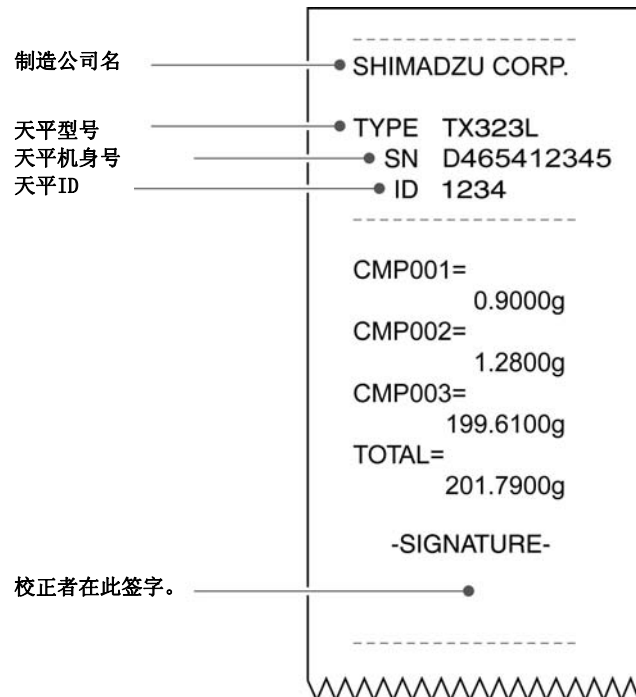 --------------------
制造公司名 SHIMADZU CORP.
天平型号 TYPE TX323L
天平机身号 SN D465412345
天平ID ID 1234
--------------------
CMP001=
0.9000g
CMP002=
1.2800g
CMP003=
199.6100g
TOTAL=
201.7900g
-SIGNATURE-
校正者在此签字。
--------------------